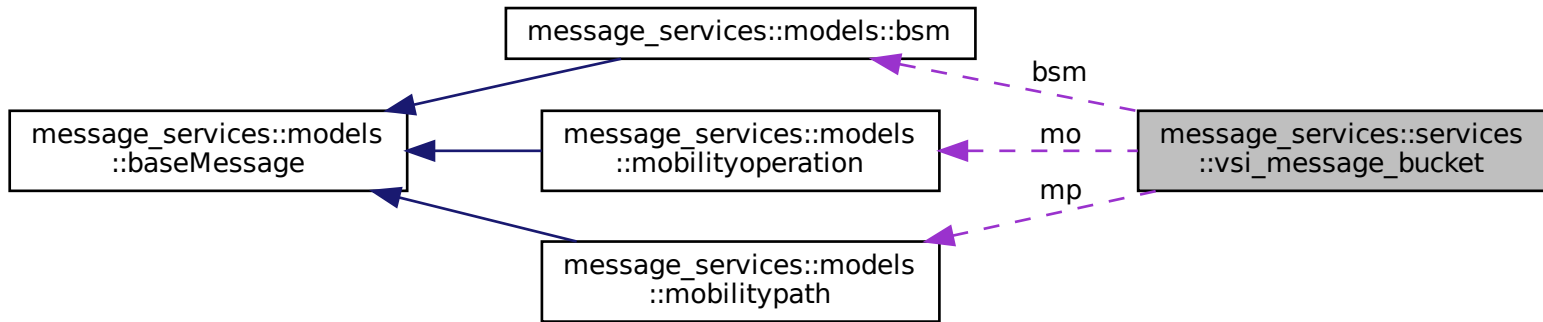 message_services::models::bsm
bsm
message_services::models
::baseMessage
message_services::models
::mobilityoperation
mo
message_services::services
::vsi_message_bucket
mp
message_services::models
::mobilitypath